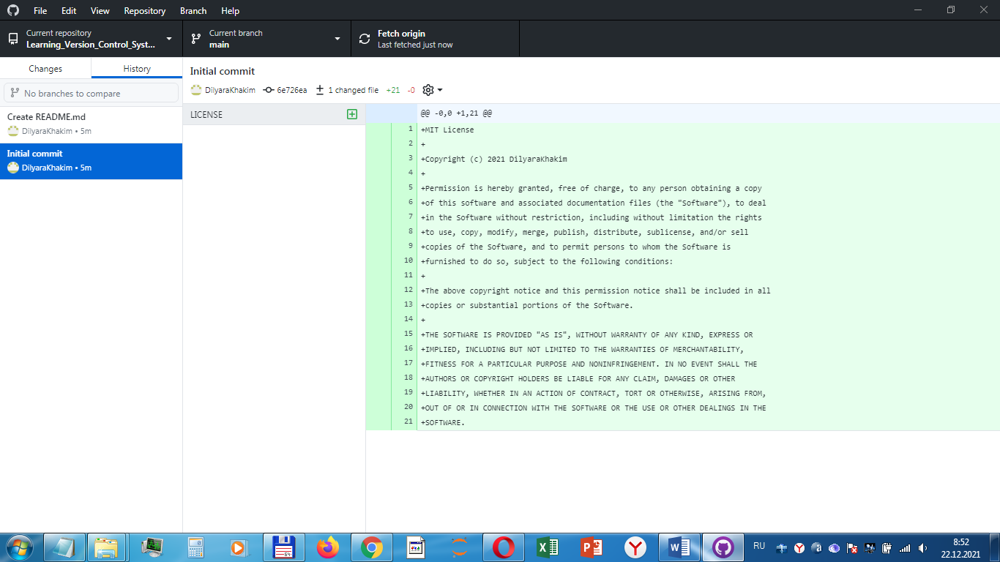 File Edit View Repository Branch Help
Current repository
Learning_Version_Control_Syst...
Current branch
main
Fetch origin
Last fetched just now
Changes History
No branches to compare
Create README.md
DilyaraKhakim • 5m
Initial commit
DilyaraKhakim • 5m
Initial commit
DilyaraKhakim 6e726ea 1 changed file +21 -0
LICENSE
@@ -0,0 +1,21 @@
1 +MIT License
2 +
3 +Copyright (c) 2021 DilyaraKhakim
4 +
5 +Permission is hereby granted, free of charge, to any person obtaining a copy
6 +of this software and associated documentation files (the "Software"), to deal
7 +in the Software without restriction, including without limitation the rights
8 +to use, copy, modify, merge, publish, distribute, sublicense, and/or sell
9 +copies of the Software, and to permit persons to whom the Software is
10 +furnished to do so, subject to the following conditions:
11 +
12 +The above copyright notice and this permission notice shall be included in all
13 +copies or substantial portions of the Software.
14 +
15 +THE SOFTWARE IS PROVIDED "AS IS", WITHOUT WARRANTY OF ANY KIND, EXPRESS OR
16 +IMPLIED, INCLUDING BUT NOT LIMITED TO THE WARRANTIES OF MERCHANTABILITY,
17 +FITNESS FOR A PARTICULAR PURPOSE AND NONINFRINGEMENT. IN NO EVENT SHALL THE
18 +AUTHORS OR COPYRIGHT HOLDERS BE LIABLE FOR ANY CLAIM, DAMAGES OR OTHER
19 +LIABILITY, WHETHER IN AN ACTION OF CONTRACT, TORT OR OTHERWISE, ARISING FROM,
20 +OUT OF OR IN CONNECTION WITH THE SOFTWARE OR THE USE OR OTHER DEALINGS IN THE
21 +SOFTWARE.
64
RU
8:52
22.12.2021